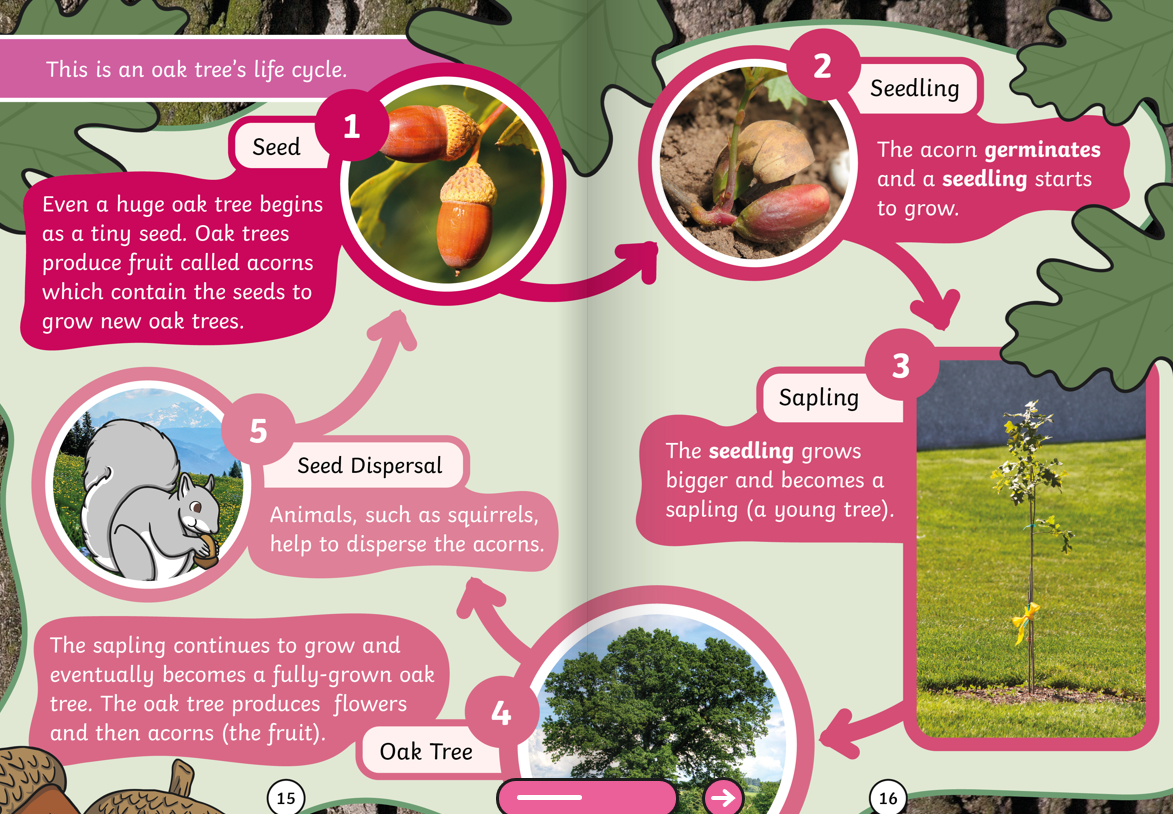 This is an oak tree's life cycle.
1
Seed
Even a huge oak tree begins
as a tiny seed. Oak trees
produce fruit called acorns
which contain the seeds to
grow new oak trees.
2
Seedling
The acorn germinates
and a seedling starts
to grow.
3
Sapling
The seedling grows
bigger and becomes a
sapling (a young tree).
4
Oak Tree
The sapling continues to grow and
eventually becomes a fully-grown oak
tree. The oak tree produces flowers
and then acorns (the fruit).
5
Seed Dispersal
Animals, such as squirrels,
help to disperse the acorns.
15
16